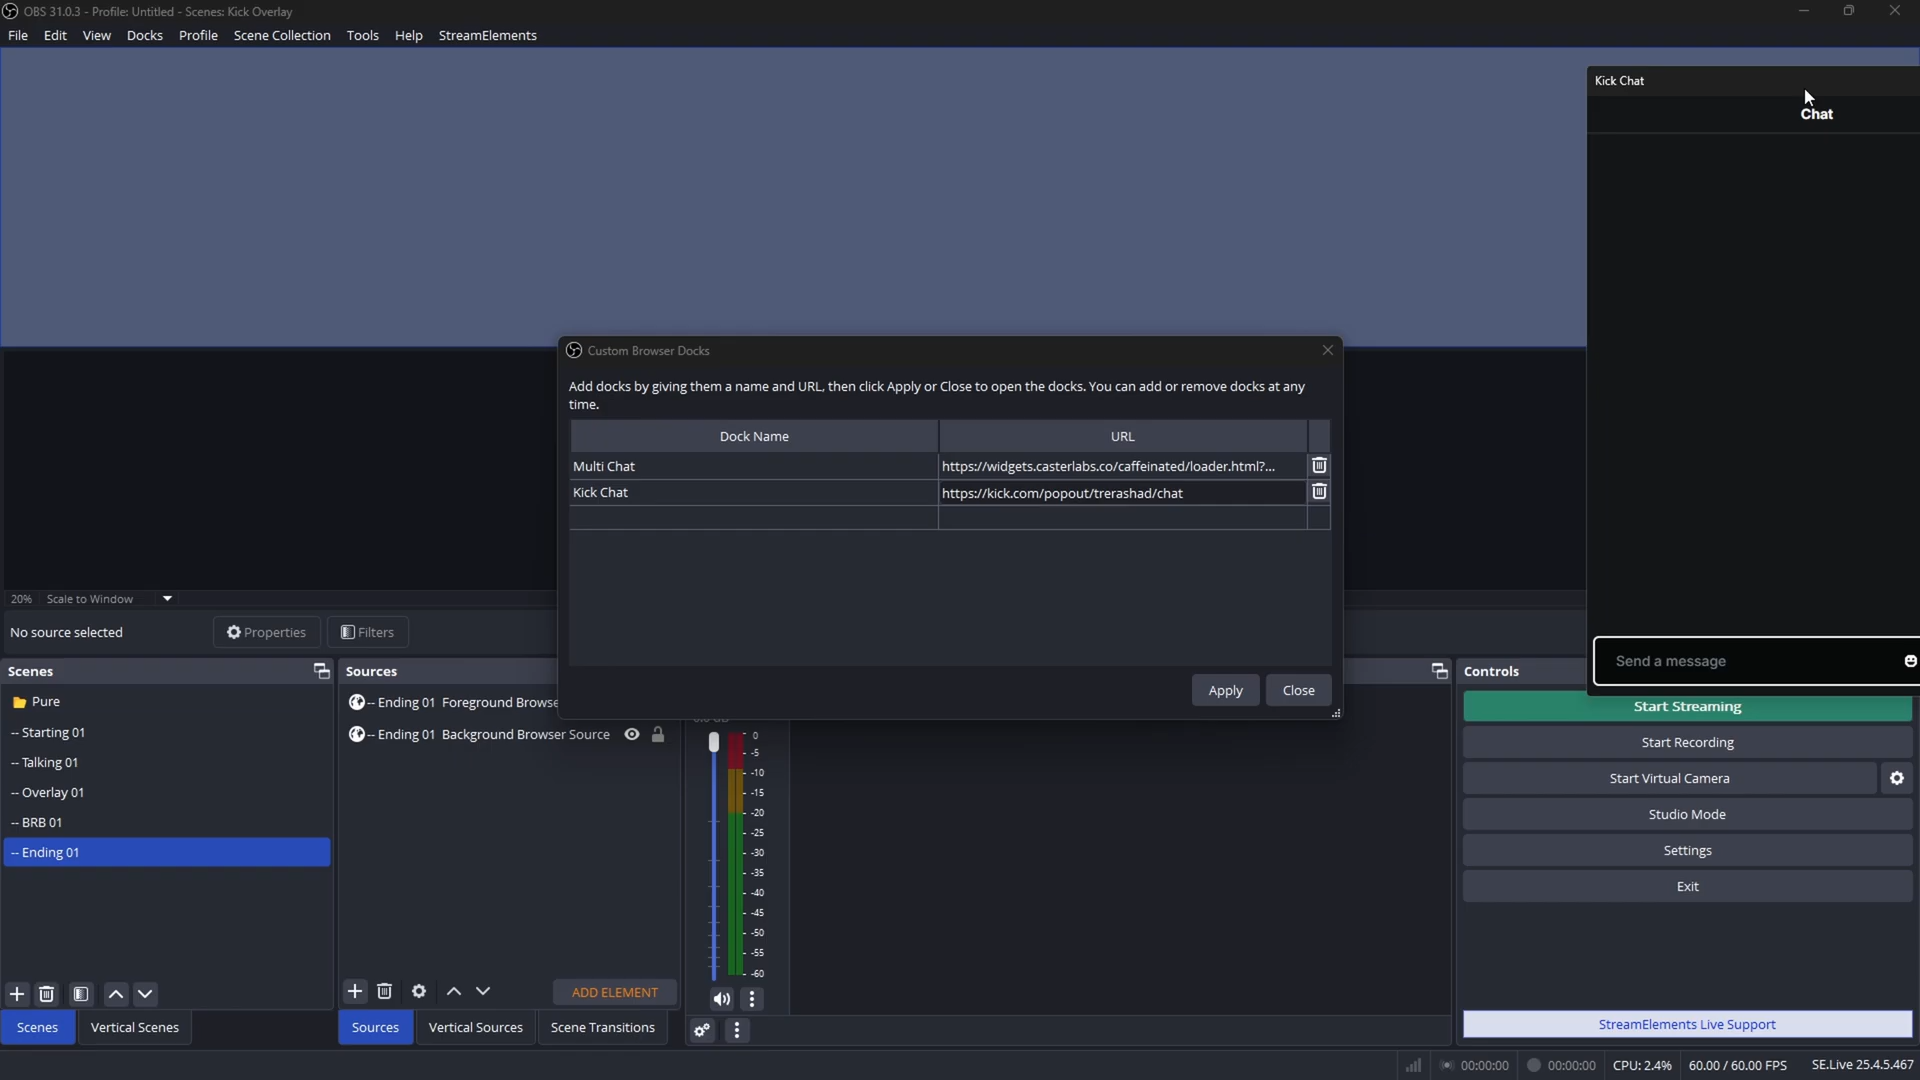 OBS 31.0.3 - Profile: Untitled - Scenes: Kick Overlay
File Edit View Docks Profile Scene Collection Tools Help StreamElements
Kick Chat
Chat
Custom Browser Docks
Add docks by giving them a name and URL, then click Apply or Close to open the docks. You can add or remove docks at any
time.
Dock Name URL
Multi Chat https://widgets.casterlabs.co/caffeinated/loader.html?...
Kick Chat https://kick.com/popout/trerashad/chat
Apply Close
Send a message
20% Scale to Window
No source selected Properties Filters
Scenes
Pure
-- Starting 01
-- Talking 01
-- Overlay 01
-- BRB 01
-- Ending 01
Scenes Vertical Scenes
Sources
-- Ending 01 Foreground Browse
-- Ending 01 Background Browser Source
ADD ELEMENT
Sources Vertical Sources Scene Transitions
0
-5
-10
-15
-20
-25
-30
-35
-40
-45
-50
-55
-60
Controls
Start Streaming
Start Recording
Start Virtual Camera
Studio Mode
Settings
Exit
StreamElements Live Support
00:00:00 00:00:00 CPU: 2.4% 60.00 / 60.00 FPS SE.Live 25.4.5.467